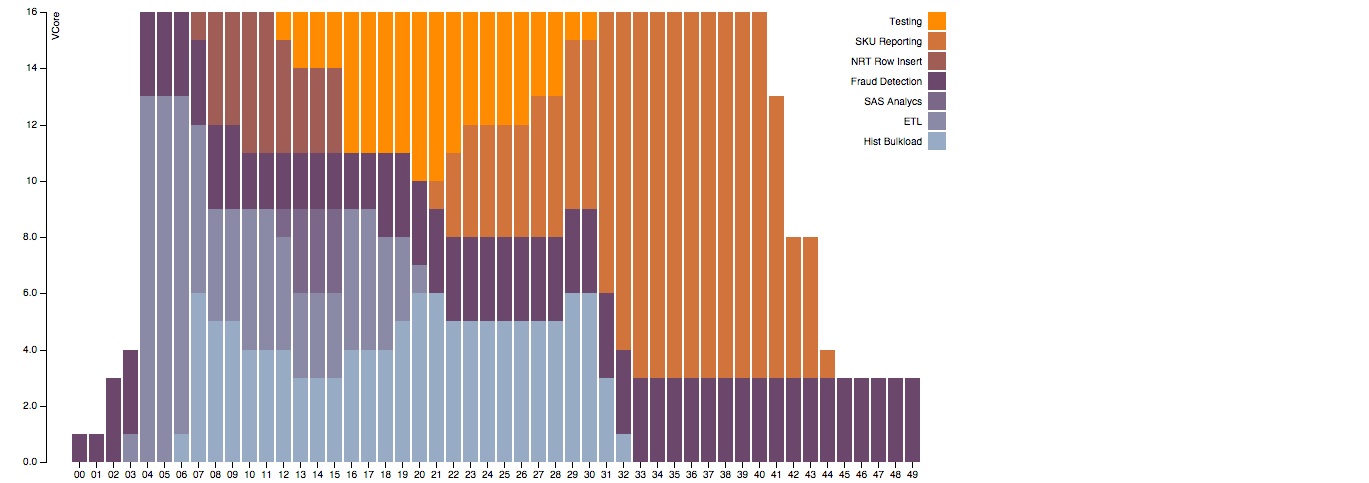 VCore
16
14
12
10
8.0
6.0
4.0
2.0
0.0
00 01 02 03 04 05 06 07 08 09 10 11 12 13 14 15 16 17 18 19 20 21 22 23 24 25 26 27 28 29 30 31 32 33 34 35 36 37 38 39 40 41 42 43 44 45 46 47 48 49
Testing
SKU Reporting
NRT Row Insert
Fraud Detection
SAS Analycs
ETL
Hist Bulkload